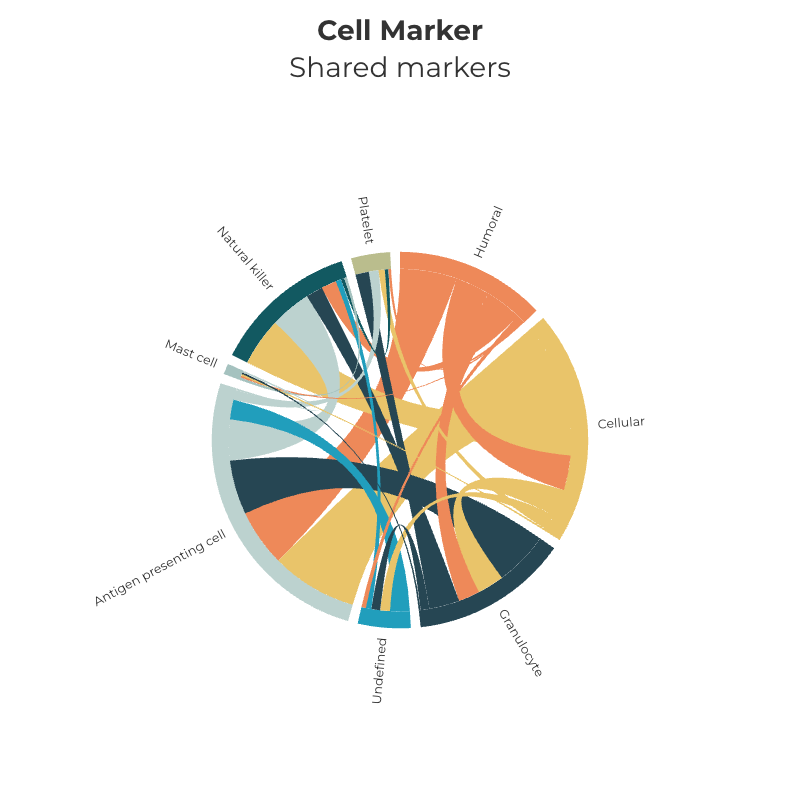 Cell Marker
Shared markers
Platelet
Humoral
Natural killer
Mast cell
Cellular
Antigen presenting cell
Granulocyte
Undefined